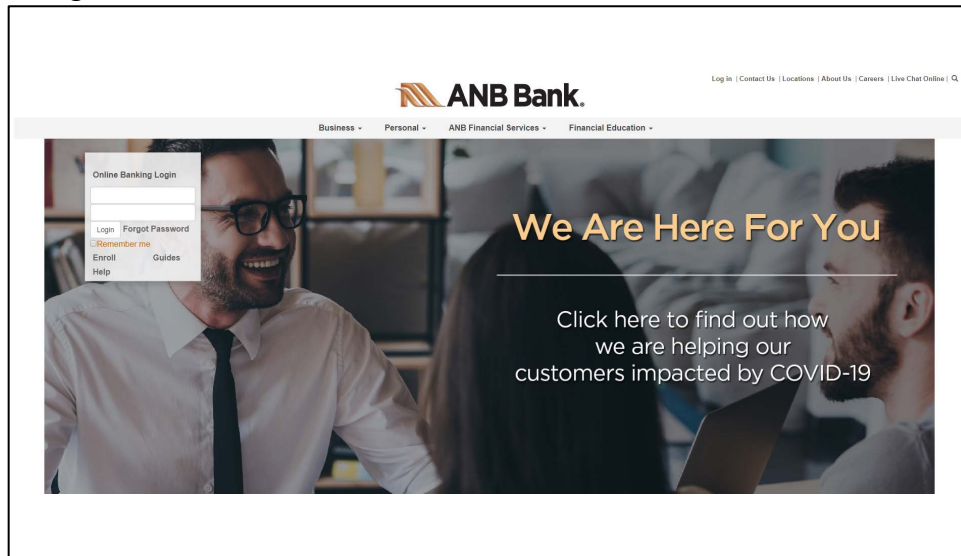 Log in | Contact Us | Locations | About Us | Careers | Live Chat Online |
ANB Bank®
Business Personal ANB Financial Services Financial Education
Online Banking Login
Login Forgot Password
Remember me
Enroll Guides
Help
We Are Here For You
Click here to find out how
we are helping our
customers impacted by COVID-19